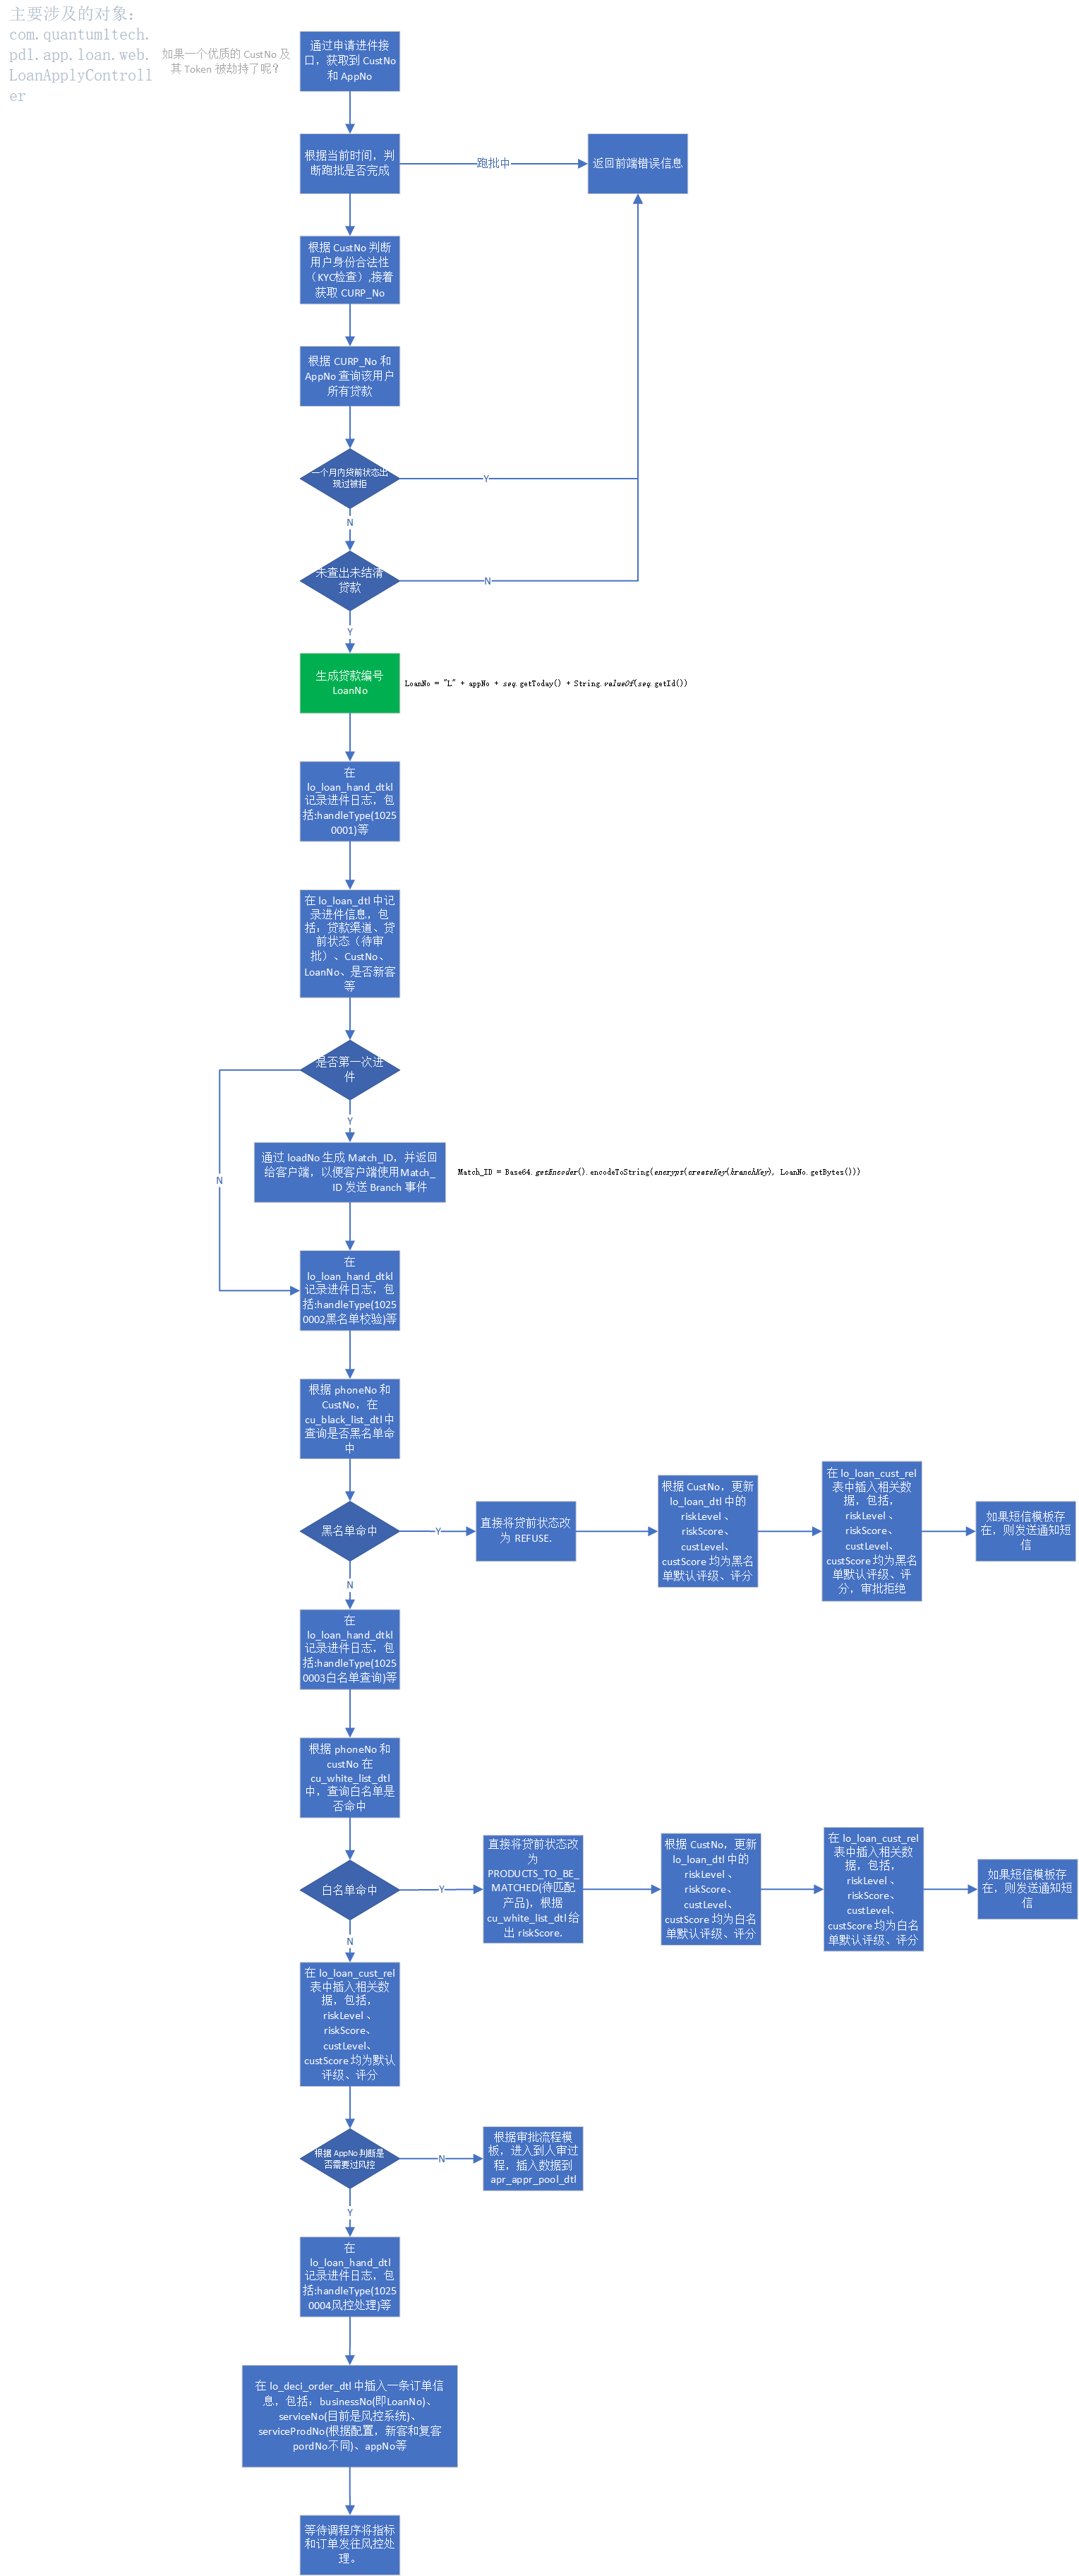 主要涉及的对象：
com.quantumltech.
pdl.app.loan.web.
LoanApplyControll
er
如果一个优质的 CustNo 及
其 Token 被劫持了呢？
通过申请进件接
口，获取到 CustNo
和 AppNo
根据当前时间，判
断跑批是否完成
跑批中
返回前端错误信息
根据 CustNo 判断
用户身份合法性
（KYC检查）,接着
获取 CURP_No
根据 CURP_No 和
AppNo 查询该用户
所有贷款
一个月内贷前状态出
现过被拒
Y
N
未查出未结清
贷款
N
Y
生成贷款编号
LoanNo
LoanNo = "L" + appNo + seq.getToday() + String.valueOf(seq.getId())
在
lo_loan_hand_dtkl
记录进件日志，包
括:handleType(1025
0001)等
在 lo_loan_dtl 中记
录进件信息，包
括：贷款渠道、贷
前状态（待审
批）、CustNo、
LoanNo、是否新客
等
是否第一次进
件
Y
N
通过 loadNo 生成 Match_ID，并返回
给客户端，以便客户端使用Match_
ID 发送 Branch 事件
Match_ID = Base64.getEncoder().encodeToString(encrypt(createKey(branchKey), LoanNo.getBytes()))
在
lo_loan_hand_dtkl
记录进件日志，包
括:handleType(1025
0002黑名单校验)等
根据 phoneNo 和
CustNo，在
cu_black_list_dtl 中
查询是否黑名单命
中
黑名单命中
Y
直接将贷前状态改
为 REFUSE.
根据 CustNo，更新
lo_loan_dtl 中的
riskLevel 、
riskScore、
custLevel、
custScore 均为黑名
单默认评级、评分
在 lo_loan_cust_rel
表中插入相关数
据，包括，
riskLevel 、
riskScore、
custLevel、
custScore 均为黑名
单默认评级、评
分，审批拒绝
如果短信模板存
在，则发送通知短
信
N
在
lo_loan_hand_dtkl
记录进件日志，包
括:handleType(1025
0003白名单查询)等
根据 phoneNo 和
custNo 在
cu_white_list_dtl
中，查询白名单是
否命中
白名单命中
Y
直接将贷前状态改
为
PRODUCTS_TO_BE_
MATCHED(待匹配
产品)，根据
cu_white_list_dtl 给
出 riskScore.
根据 CustNo，更新
lo_loan_dtl 中的
riskLevel 、
riskScore、
custLevel、
custScore 均为白名
单默认评级、评分
在 lo_loan_cust_rel
表中插入相关数
据，包括，
riskLevel 、
riskScore、
custLevel、
custScore 均为白名
单默认评级、评分
如果短信模板存
在，则发送通知短
信
N
在 lo_loan_cust_rel
表中插入相关数
据，包括，
riskLevel 、
riskScore、
custLevel、
custScore 均为默认
评级、评分
根据 AppNo 判断是
否需要过风控
N
根据审批流程模
板，进入到人审过
程，插入数据到
apr_appr_pool_dtl
Y
在
lo_loan_hand_dtl
记录进件日志，包
括:handleType(1025
0004风控处理)等
在 lo_deci_order_dtl 中插入一条订单信
息，包括：businessNo(即LoanNo)、
serviceNo(目前是风控系统)、
serviceProdNo(根据配置，新客和复客
pordNo不同)、appNo等
等待调程序将指标
和订单发往风控处
理。